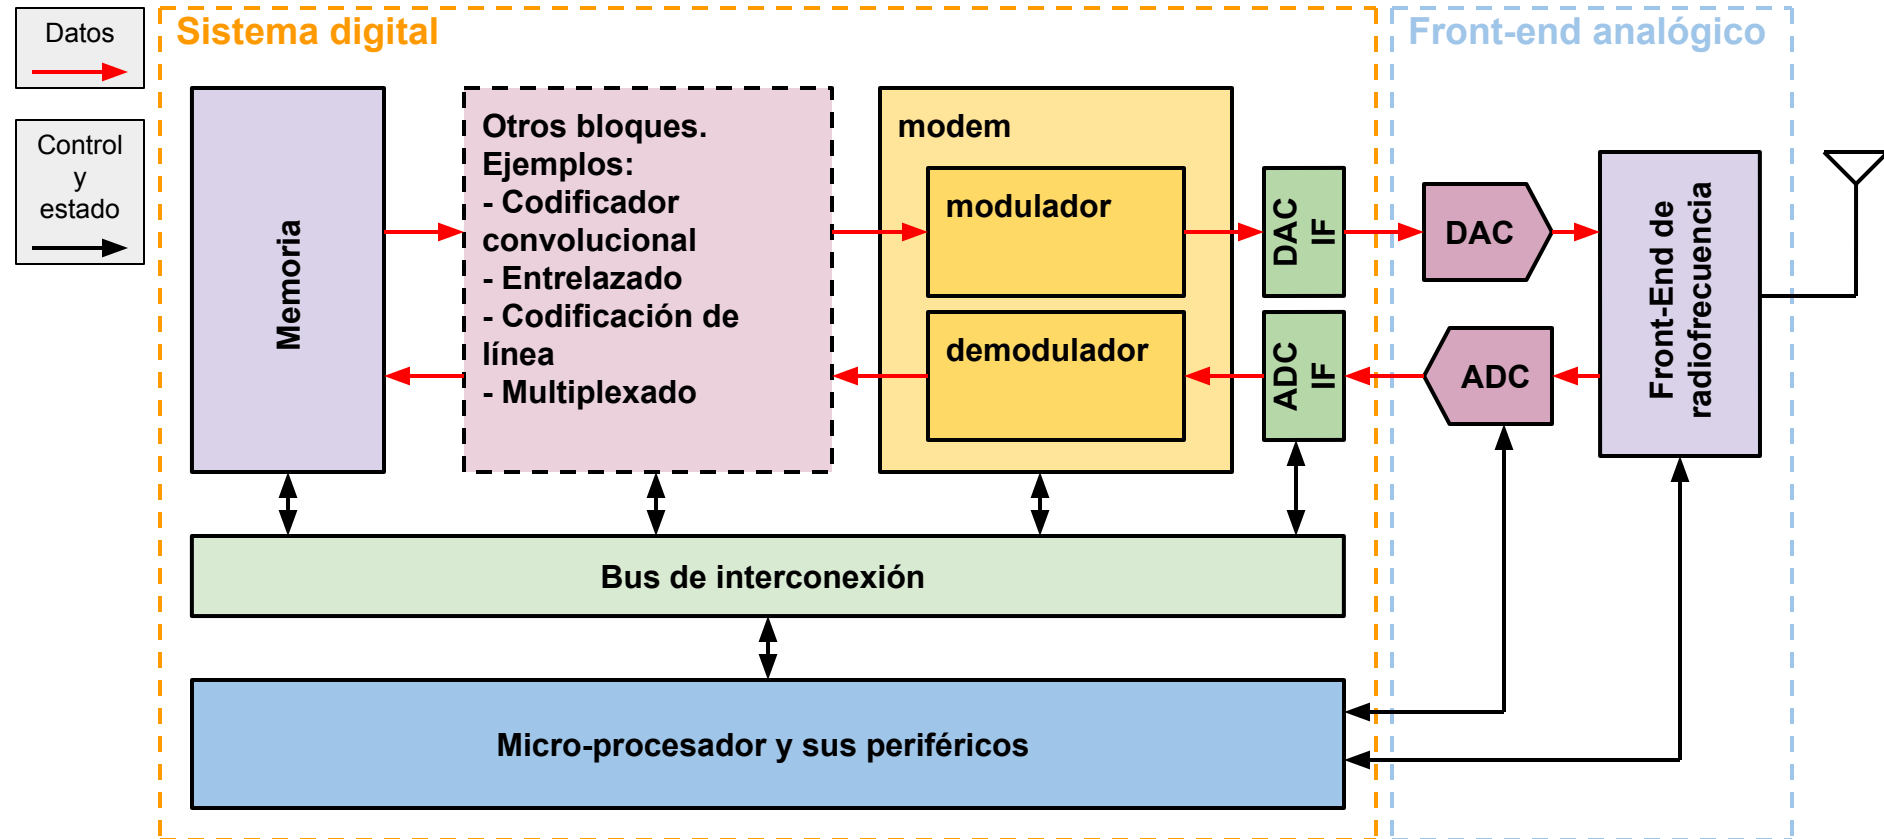 Datos
Control
y
estado
Sistema digital
Front-end analógico
Memoria
Otros bloques.
Ejemplos:
- Codificador
convolucional
- Entrelazado
- Codificación de
línea
- Multiplexado
modem
modulador
demodulador
DAC
IF
ADC
IF
DAC
ADC
Front-End de
radiofrecuencia
Bus de interconexión
Micro-procesador y sus periféricos